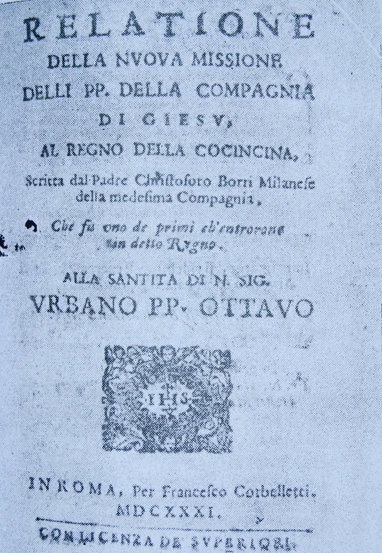 RELATIONE
DELLA NVOVA MISSIONE
DELLI PP. DELLA COMPAGNIA
DI GIESV,
AL REGNO DELLA COCINCINA,
Scritta dal Padre Christoforo Borri Milanese
della medesima Compagnia,
Che fu vno de primi ch'entrorono
in detto Regno.
ALLA SANTITA DI N. SIG.
VRBANO PP. OTTAVO
IHS
IN ROMA, Per Francesco Corbelletti.
MDCXXXI.
CON LICENZA DE SVPERIORI.